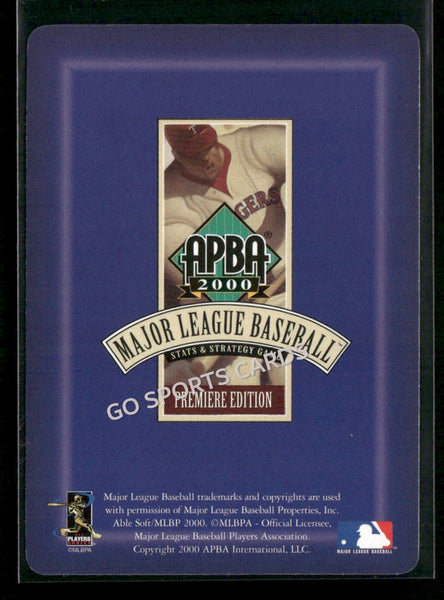 T
GERS
APBA®
2000
MAJOR LEAGUE BASEBALL™
STATS & STRATEGY
GO SPORTS CARDS
PREMIERE EDITION
Major League Baseball trademarks and copyrights are used
with permission of Major League Baseball Properties, Inc.
Able Soft/MLBP 2000. ©MLBPA - Official Licensee,
Major League Baseball Players Association.
Copyright 2000 APBA International, LLC.
PLAYERS
©MLBPA
MAJOR LEAGUE BASEBALL